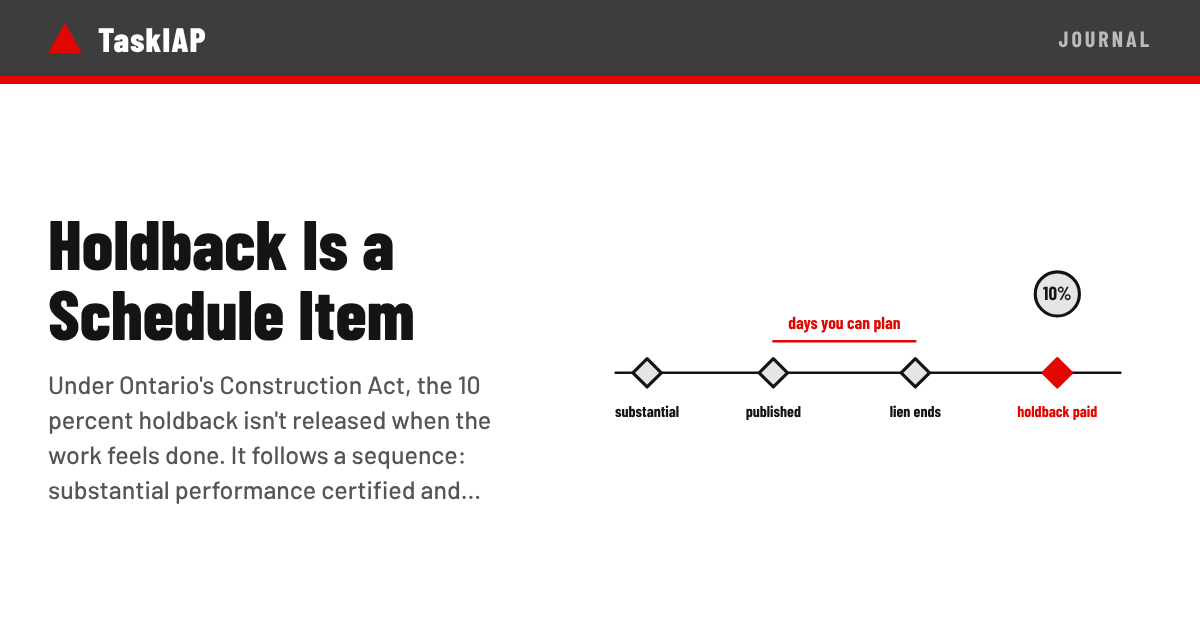 TaskIAP
JOURNAL
Holdback Is a
Schedule Item
Under Ontario's Construction Act, the 10
percent holdback isn't released when the
work feels done. It follows a sequence:
substantial performance certified and...
10%
days you can plan
substantial
published
lien ends
holdback paid